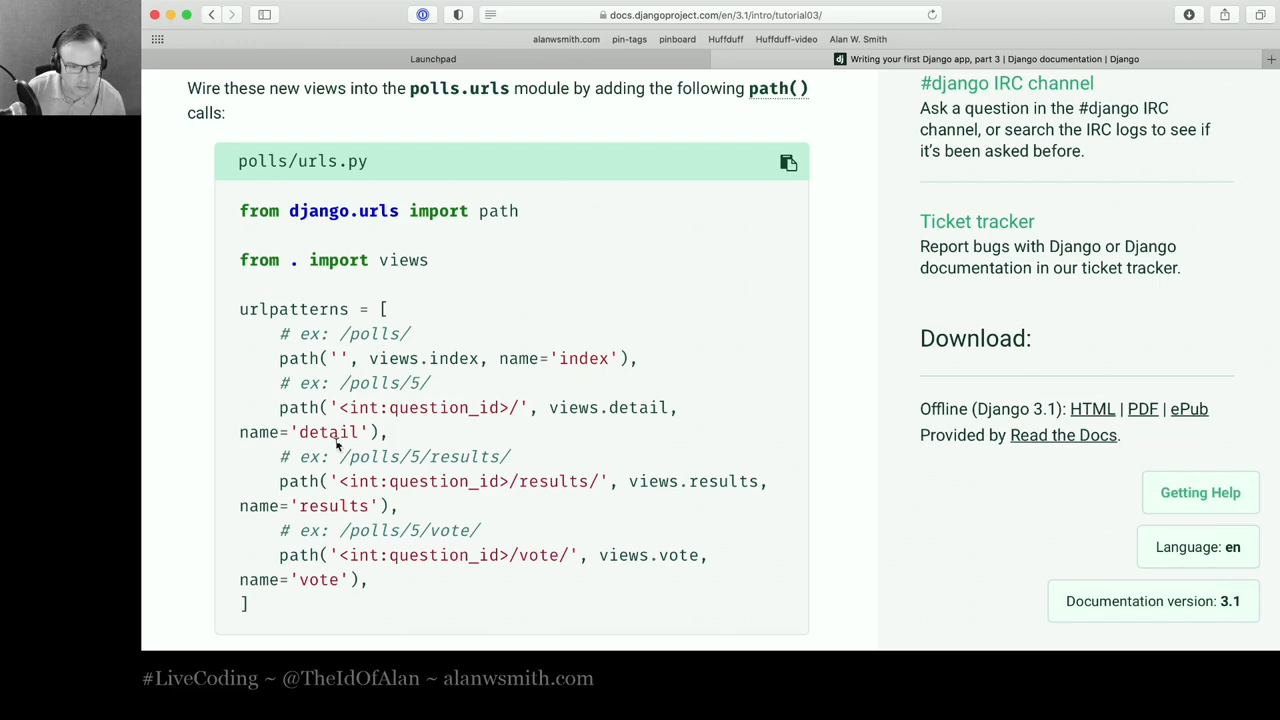 docs.djangoproject.com/en/3.1/intro/tutorial03/
alanwsmith.com pin-tags pinboard Huffduff Huffduff-video Alan W. Smith
Launchpad
dj Writing your first Django app, part 3 | Django documentation | Django
Wire these new views into the polls.urls module by adding the following path()
calls:
polls/urls.py
from django.urls import path
from . import views
urlpatterns = [
# ex: /polls/
path('', views.index, name='index'),
# ex: /polls/5/
path('<int:question_id>/', views.detail,
name='detail'),
# ex: /polls/5/results/
path('<int:question_id>/results/', views.results,
name='results'),
# ex: /polls/5/vote/
path('<int:question_id>/vote/', views.vote,
name='vote'),
]
#django IRC channel
Ask a question in the #django IRC
channel, or search the IRC logs to see if
it's been asked before.
Ticket tracker
Report bugs with Django or Django
documentation in our ticket tracker.
Download:
Offline (Django 3.1): HTML | PDF | ePub
Provided by Read the Docs.
Getting Help
Language: en
Documentation version: 3.1
#LiveCoding ~ @TheIdOfAlan ~ alanwsmith.com